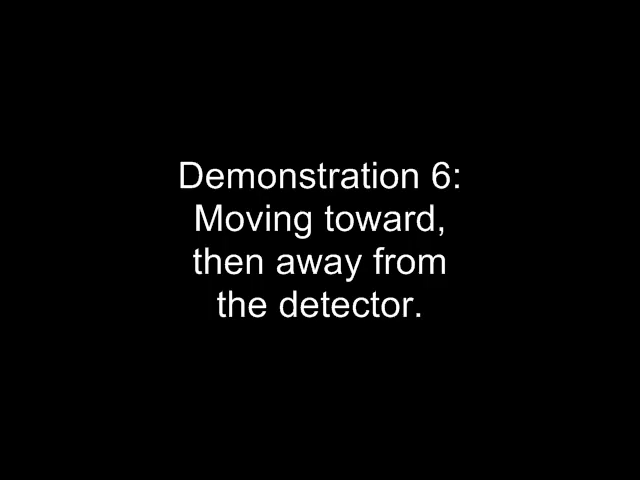 Demonstration 6:
Moving toward,
then away from
the detector.